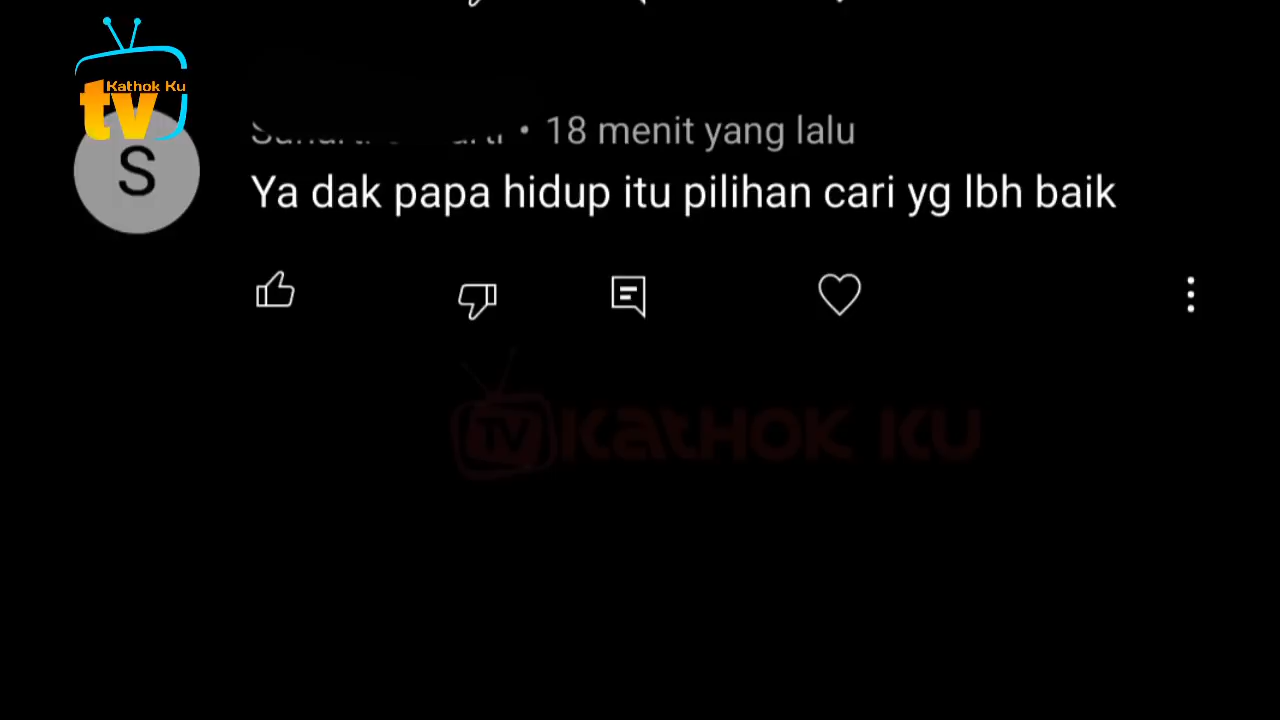 Kathok Ku
tv
S
• 18 menit yang lalu
Ya dak papa hidup itu pilihan cari yg lbh baik
TV KATHOK KU